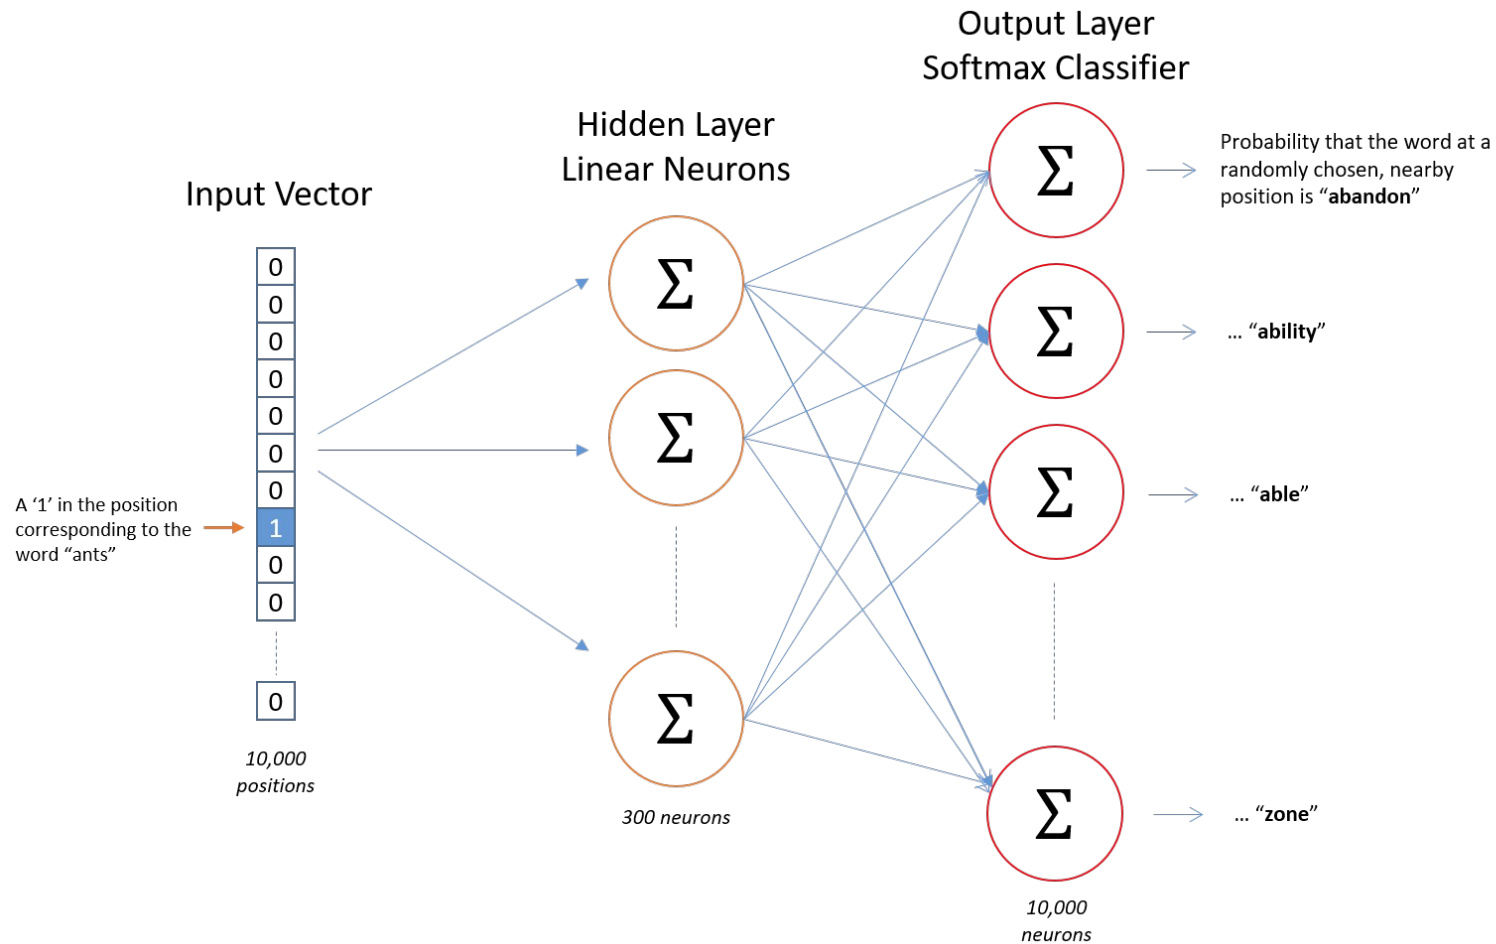 Output Layer
Softmax Classifier
Hidden Layer
Linear Neurons
Input Vector
0
0
0
0
0
0
0
1
0
0
0
A ‘1’ in the position
corresponding to the
word “ants”
10,000
positions
Σ
Σ
Σ
300 neurons
Σ
Σ
Σ
Σ
10,000
neurons
Probability that the word at a
randomly chosen, nearby
position is “abandon”
... “ability”
... “able”
... “zone”